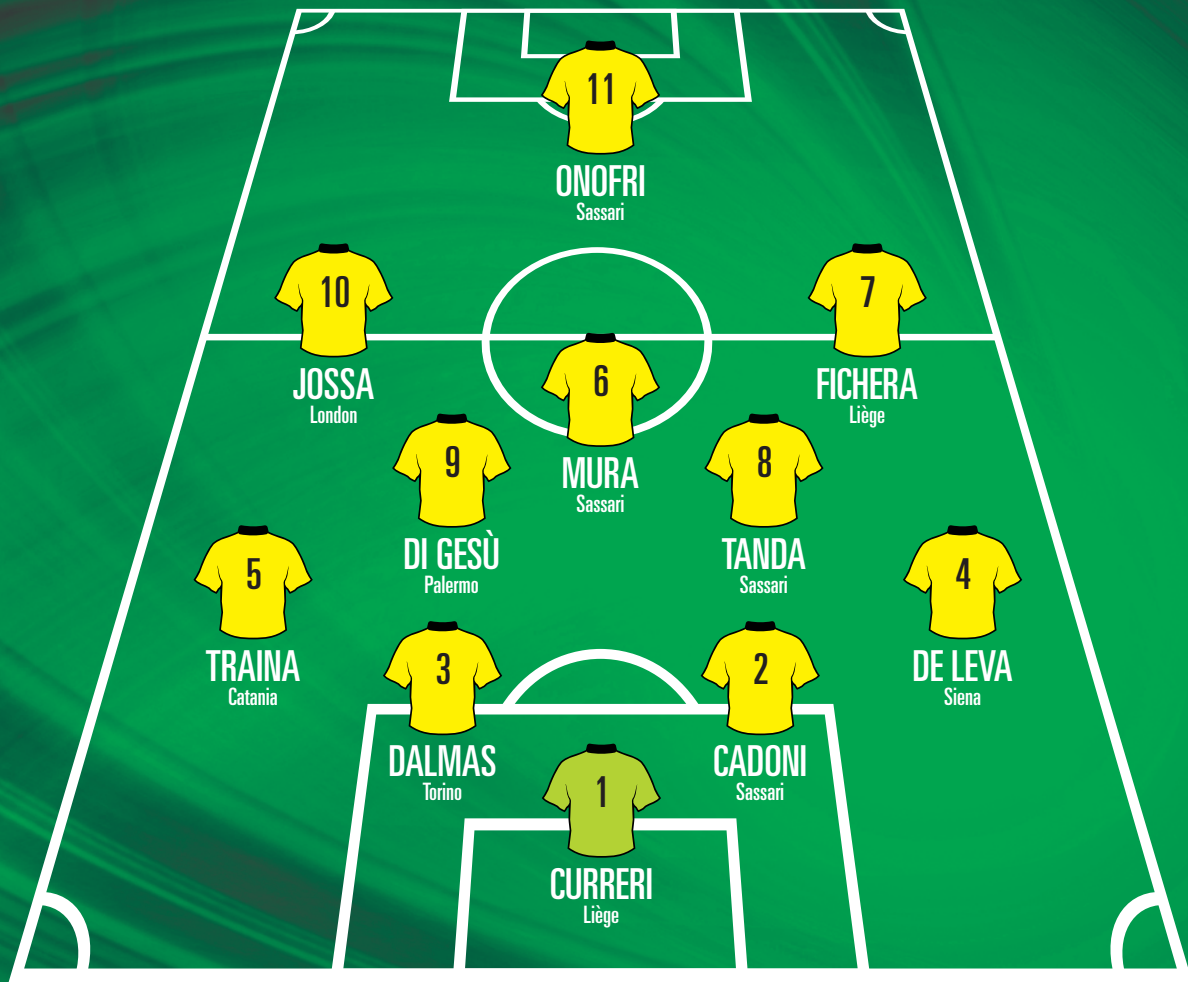 11
ONOFRI
Sassari
10
JOSSA
London
7
FICHERA
Liège
6
MURA
Sassari
9
DI GESÙ
Palermo
8
TANDA
Sassari
5
TRAINA
Catania
4
DE LEVA
Siena
3
DALMAS
Torino
2
CADONI
Sassari
1
CURRERI
Liège